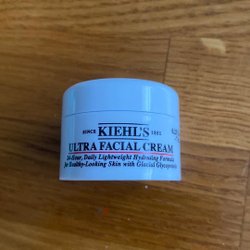 SINCE KIEHL'S 1851
ULTRA FACIAL CREAM
24-Hour, Daily Lightweight Hydrating Formula
for Healthy-Looking Skin with Glacial Glycoprotein